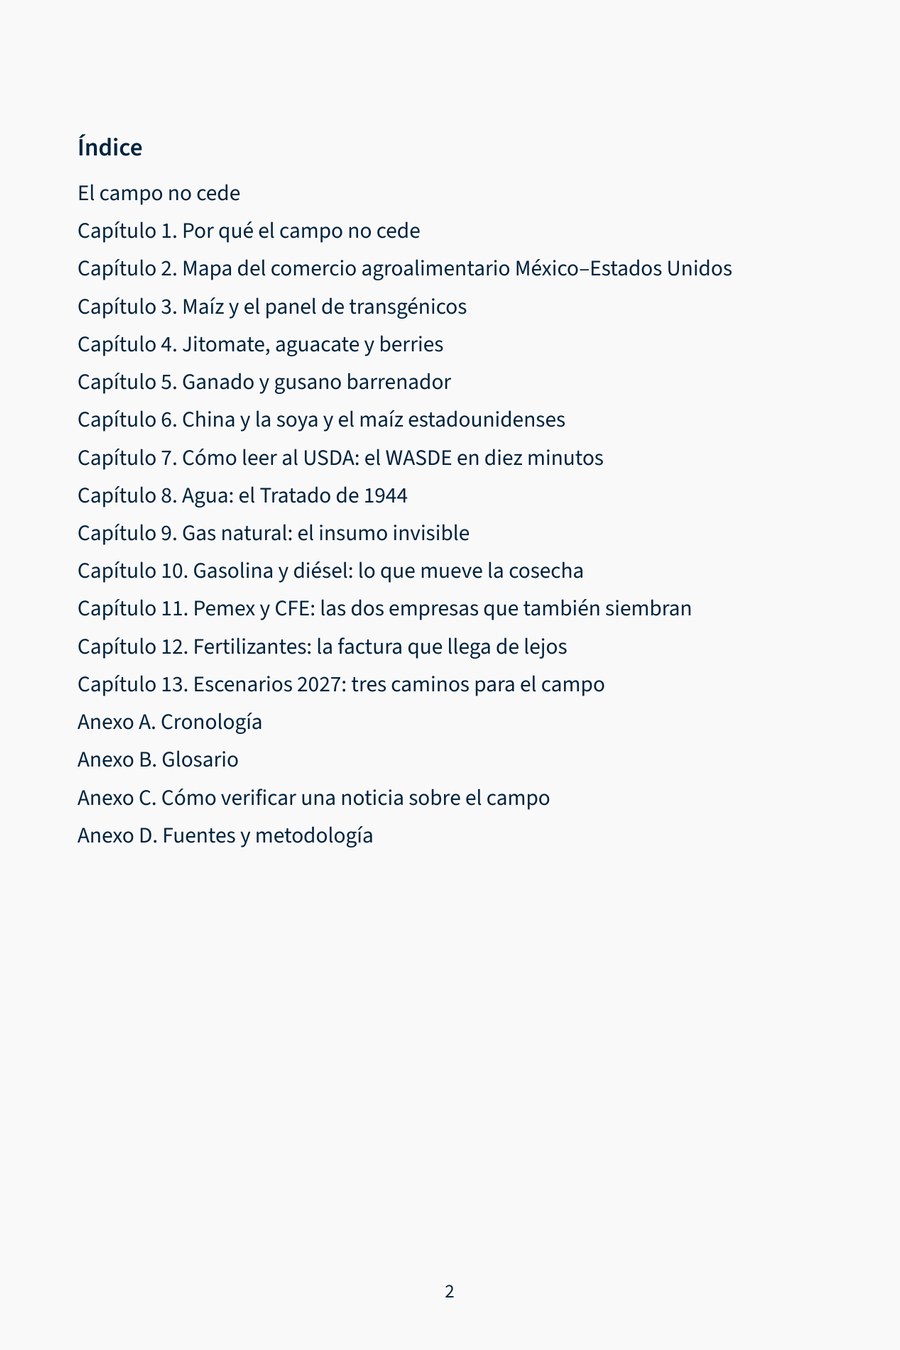 Índice
El campo no cede
Capítulo 1. Por qué el campo no cede
Capítulo 2. Mapa del comercio agroalimentario México–Estados Unidos
Capítulo 3. Maíz y el panel de transgénicos
Capítulo 4. Jitomate, aguacate y berries
Capítulo 5. Ganado y gusano barrenador
Capítulo 6. China y la soya y el maíz estadounidenses
Capítulo 7. Cómo leer al USDA: el WASDE en diez minutos
Capítulo 8. Agua: el Tratado de 1944
Capítulo 9. Gas natural: el insumo invisible
Capítulo 10. Gasolina y diésel: lo que mueve la cosecha
Capítulo 11. Pemex y CFE: las dos empresas que también siembran
Capítulo 12. Fertilizantes: la factura que llega de lejos
Capítulo 13. Escenarios 2027: tres caminos para el campo
Anexo A. Cronología
Anexo B. Glosario
Anexo C. Cómo verificar una noticia sobre el campo
Anexo D. Fuentes y metodología
2